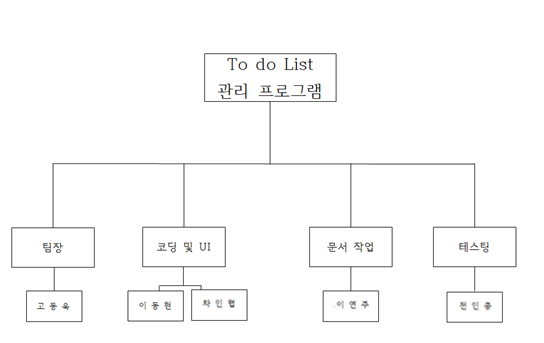 To do List
관리 프로그램
팀장
코딩 및 UI
문서 작업
테스팅
고 동 욱
이 동 현
차 인 협
이 연 주
전 인 종